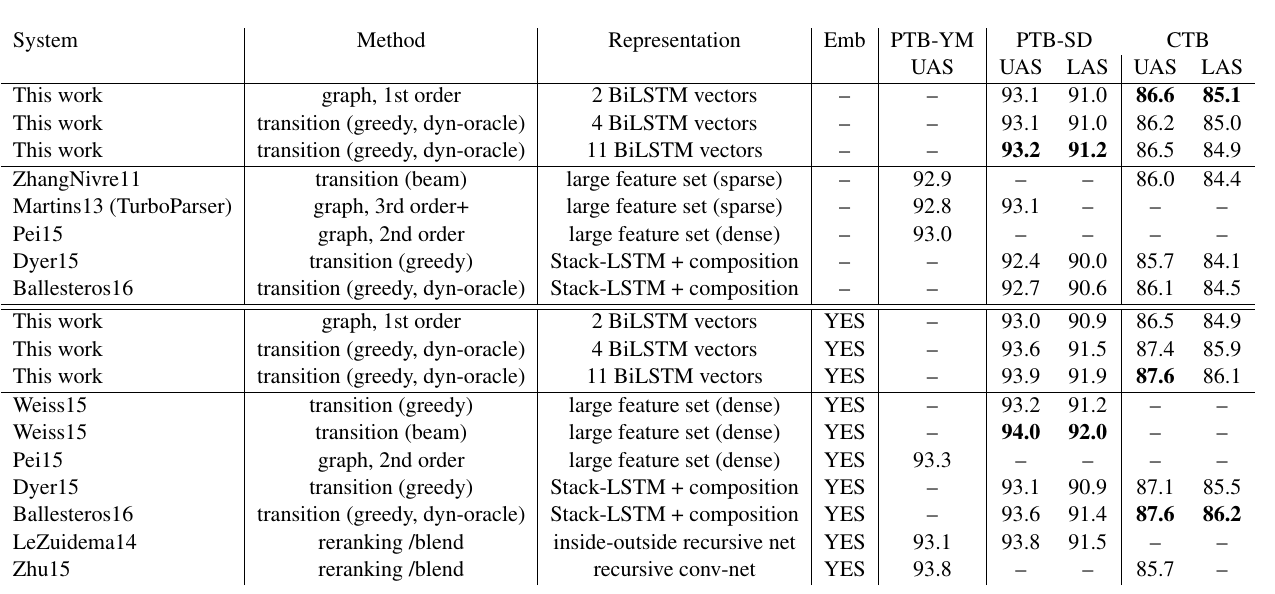 System Method Representation Emb PTB-YM PTB-SD CTB
UAS UAS LAS UAS LAS
This work graph, 1st order 2 BiLSTM vectors – – 93.1 91.0 86.6 85.1
This work transition (greedy, dyn-oracle) 4 BiLSTM vectors – – 93.1 91.0 86.2 85.0
This work transition (greedy, dyn-oracle) 11 BiLSTM vectors – – 93.2 91.2 86.5 84.9
ZhangNivre11 transition (beam) large feature set (sparse) – 92.9 – – 86.0 84.4
Martins13 (TurboParser) graph, 3rd order+ large feature set (sparse) – 92.8 93.1 – – –
Pei15 graph, 2nd order large feature set (dense) – 93.0 – – – –
Dyer15 transition (greedy) Stack-LSTM + composition – – 92.4 90.0 85.7 84.1
Ballesteros16 transition (greedy, dyn-oracle) Stack-LSTM + composition – – 92.7 90.6 86.1 84.5
This work graph, 1st order 2 BiLSTM vectors YES – 93.0 90.9 86.5 84.9
This work transition (greedy, dyn-oracle) 4 BiLSTM vectors YES – 93.6 91.5 87.4 85.9
This work transition (greedy, dyn-oracle) 11 BiLSTM vectors YES – 93.9 91.9 87.6 86.1
Weiss15 transition (greedy) large feature set (dense) YES – 93.2 91.2 – –
Weiss15 transition (beam) large feature set (dense) YES – 94.0 92.0 – –
Pei15 graph, 2nd order large feature set (dense) YES 93.3 – – – –
Dyer15 transition (greedy) Stack-LSTM + composition YES – 93.1 90.9 87.1 85.5
Ballesteros16 transition (greedy, dyn-oracle) Stack-LSTM + composition YES – 93.6 91.4 87.6 86.2
LeZuidema14 reranking /blend inside-outside recursive net YES 93.1 93.8 91.5 – –
Zhu15 reranking /blend recursive conv-net YES 93.8 – – 85.7 –